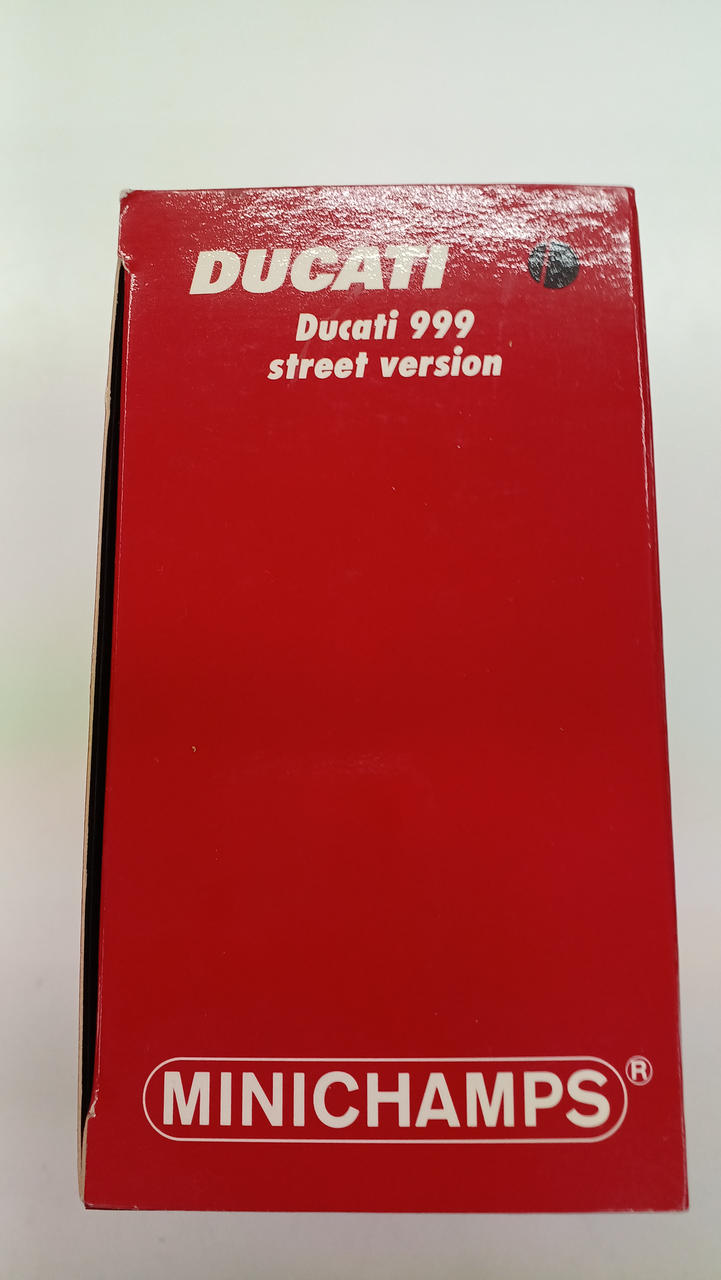 DUCATI
Ducati 999
street version
MINICHAMPS®